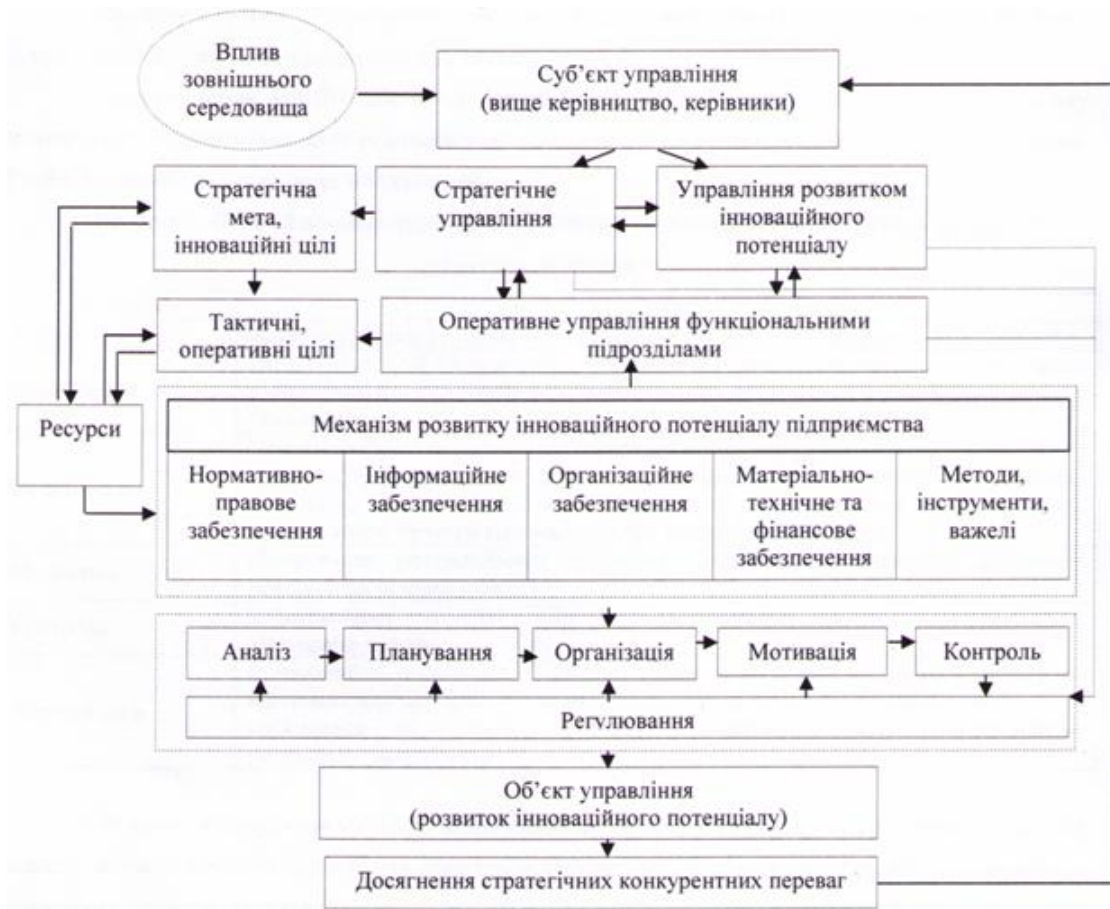 Вплив
зовнішнього
середовища
Суб’єкт управління
(вище керівництво, керівники)
Стратегічна
мета,
інноваційні цілі
Стратегічне
управління
Управління розвитком
інноваційного
потенціалу
Тактичні,
оперативні цілі
Оперативне управління функціональними
підрозділами
Ресурси
Механізм розвитку інноваційного потенціалу підприємства
Нормативно-
правове
забезпечення
Інформаційне
забезпечення
Організаційне
забезпечення
Матеріально-
технічне та
фінансове
забезпечення
Методи,
інструменти,
важелі
Аналіз
Планування
Організація
Мотивація
Контроль
Регулювання
Об’єкт управління
(розвиток інноваційного потенціалу)
Досягнення стратегічних конкурентних переваг